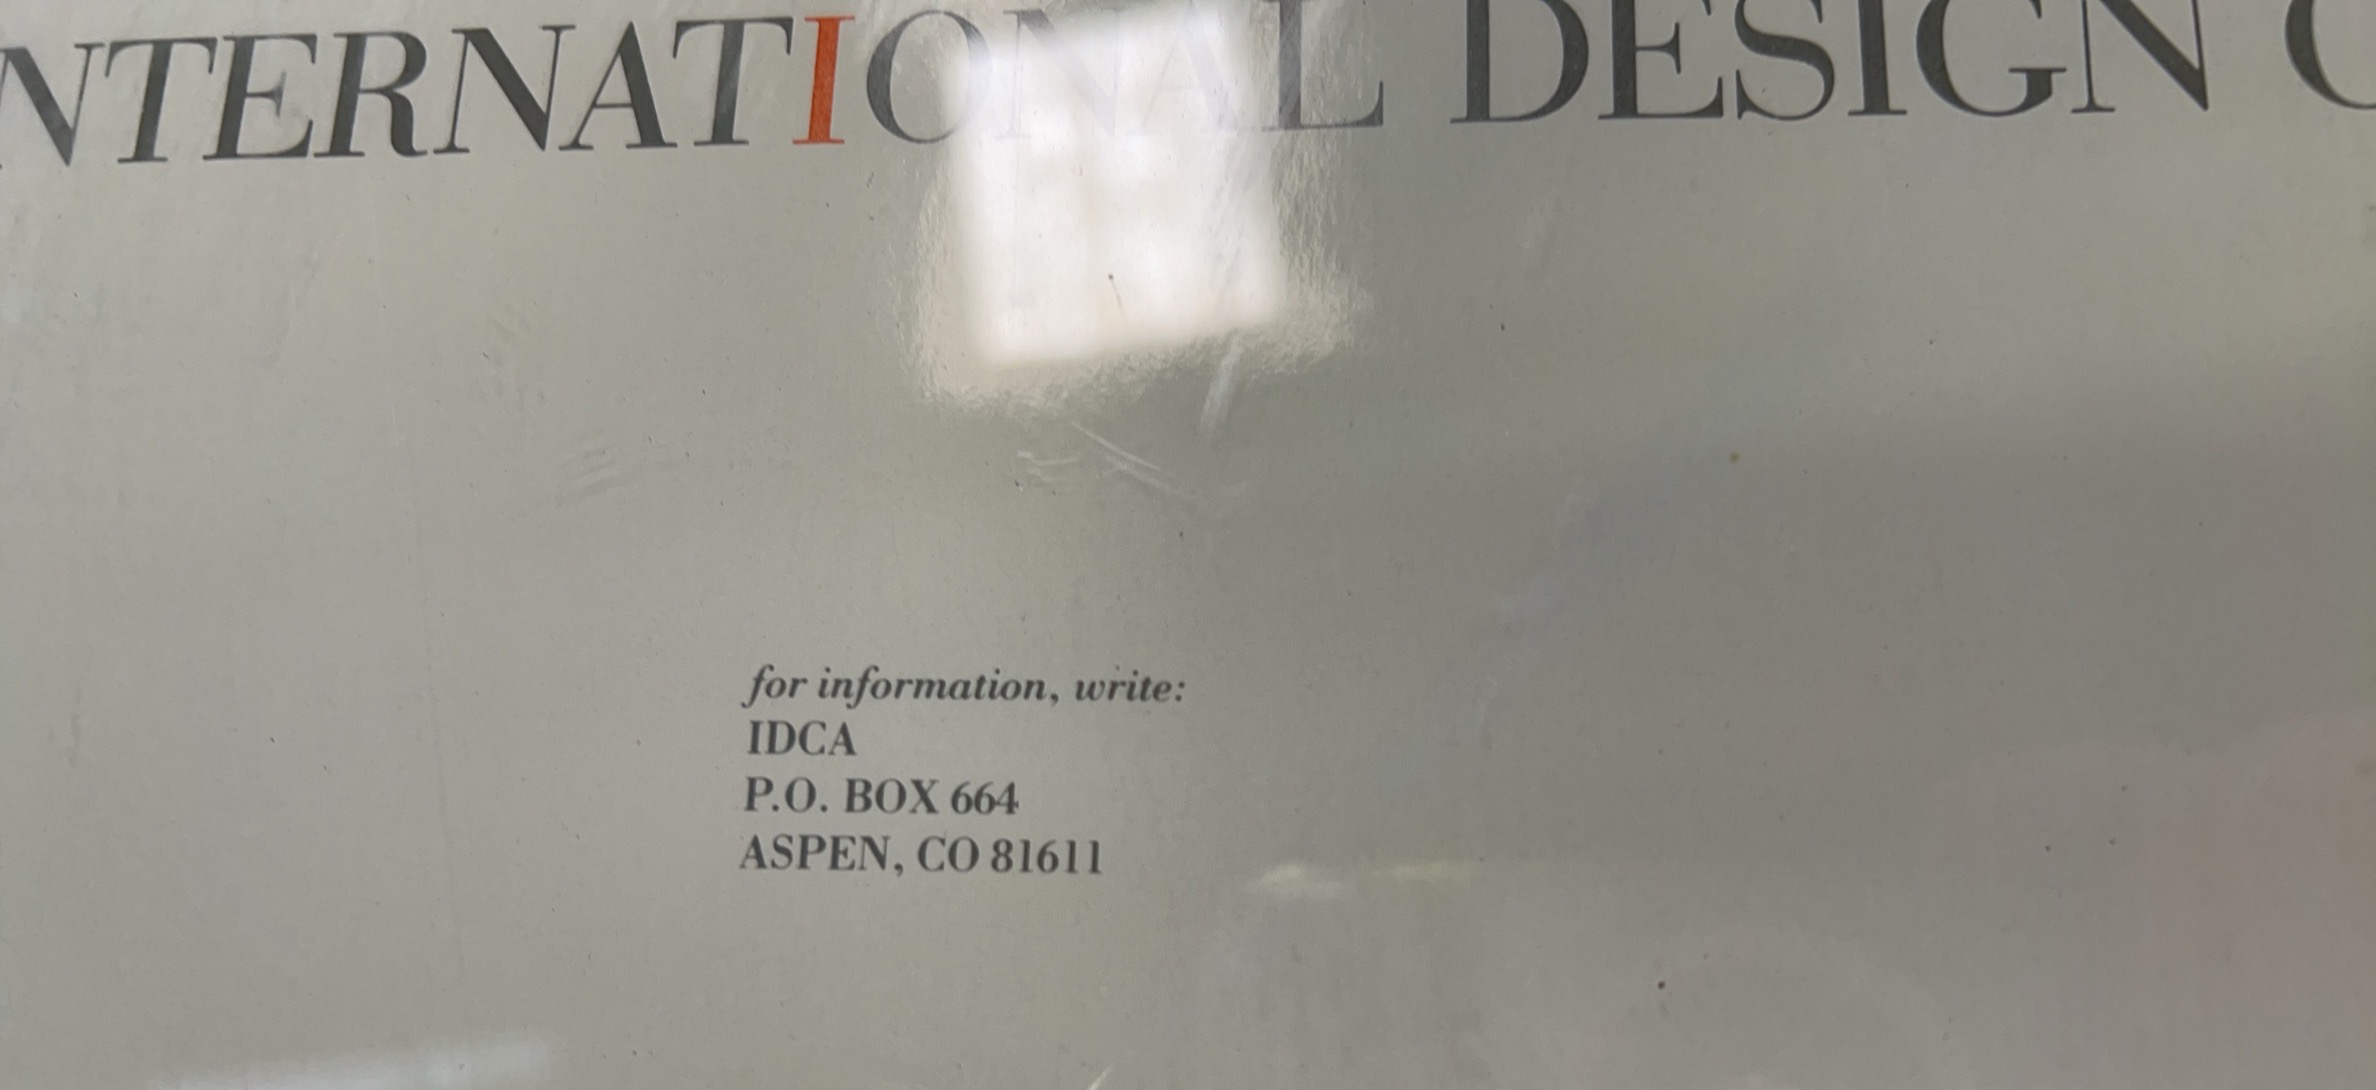 NTERNATIONAL DESIGN C
for information, write:
IDCA
P.O. BOX 664
ASPEN, CO 81611